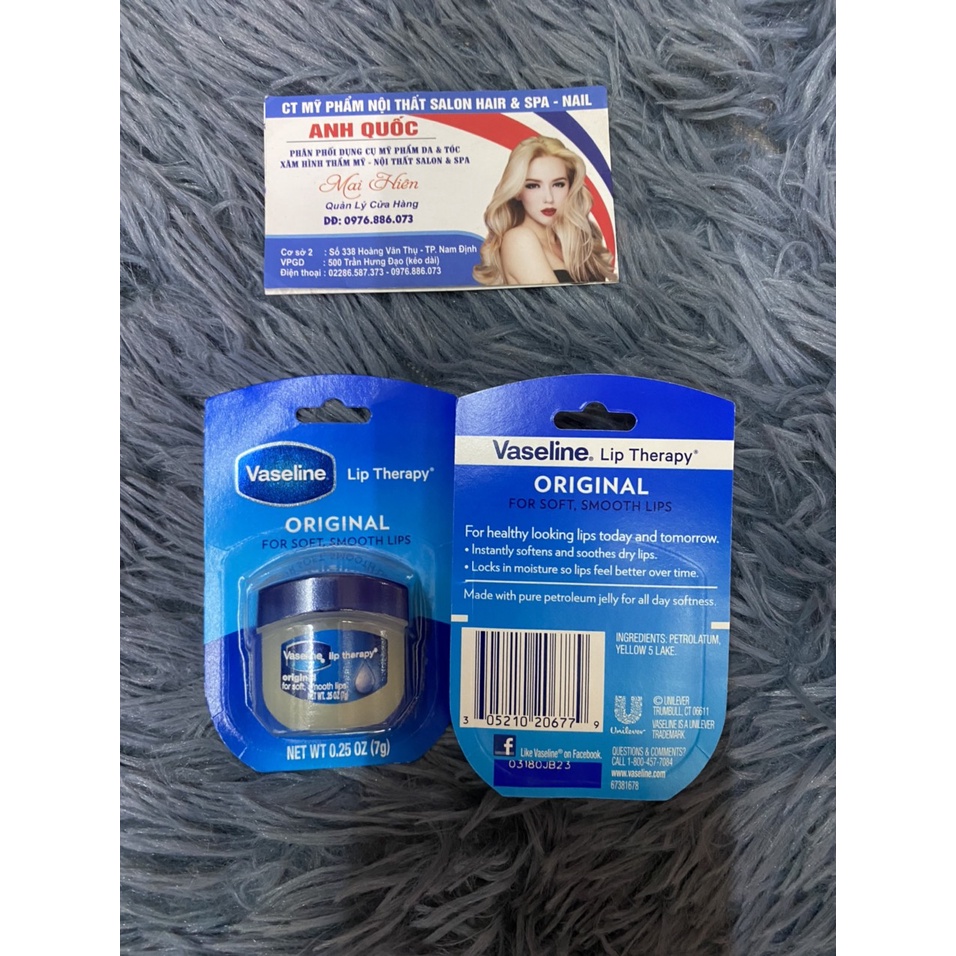 CT MỸ PHẨM NỘI THẤT SALON HAIR & SPA - NAIL
ANH QUỐC
PHÂN PHỐI DỤNG CỤ MỸ PHẨM DA & TÓC
XĂM HÌNH THẨM MỸ - NỘI THẤT SALON & SPA
Mai Hiên
Quản Lý Cửa Hàng
DĐ: 0976.886.073
Cơ sở 2 : Số 338 Hoàng Văn Thụ - TP. Nam Định
VPGD : 500 Trần Hưng Đạo (kéo dài)
Điện thoại : 02286.587.373 - 0976.886.073
Vaseline. Lip Therapy®
ORIGINAL
FOR SOFT, SMOOTH LIPS
Vaseline. lip therapy®
original
for soft, smooth lips
NET WT. .25 OZ (7g)
NET WT 0.25 OZ (7g)
Vaseline. Lip Therapy®
ORIGINAL
FOR SOFT, SMOOTH LIPS
For healthy looking lips today and tomorrow.
• Instantly softens and soothes dry lips.
• Locks in moisture so lips feel better over time.
Made with pure petroleum jelly for all day softness.
INGREDIENTS: PETROLATUM,
YELLOW 5 LAKE.
3 05210 20677 9
Unilever
© UNILEVER
TRUMBULL, CT 06611
VASELINE IS A UNILEVER
TRADEMARK
f Like Vaseline® on Facebook.
03180JB23
QUESTIONS & COMMENTS?
CALL 1-800-457-7084
www.vaseline.com
67381678